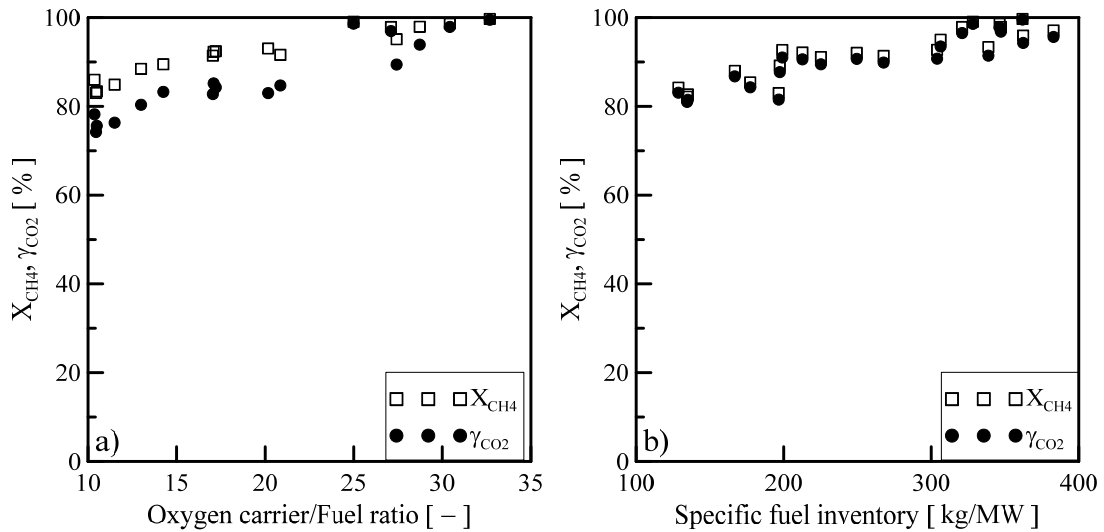 100
80
60
40
20
0
X_CH4, γ_CO2 [ % ]
X_CH4
γ_CO2
a)
10 15 20 25 30 35
Oxygen carrier/Fuel ratio [ − ]
100
80
60
40
20
0
X_CH4, γ_CO2 [ % ]
X_CH4
γ_CO2
b)
100 200 300 400
Specific fuel inventory [ kg/MW ]